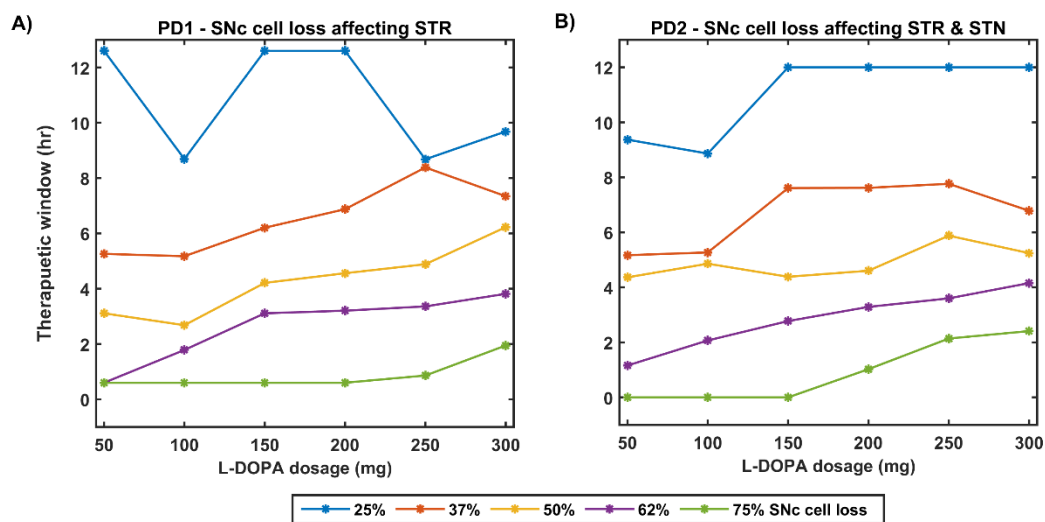 A)
PD1 - SNc cell loss affecting STR
12
10
8
6
4
2
0
Therapuetic window (hr)
50 100 150 200 250 300
L-DOPA dosage (mg)
B)
PD2 - SNc cell loss affecting STR & STN
12
10
8
6
4
2
0
50 100 150 200 250 300
L-DOPA dosage (mg)
25% 37% 50% 62% 75% SNc cell loss